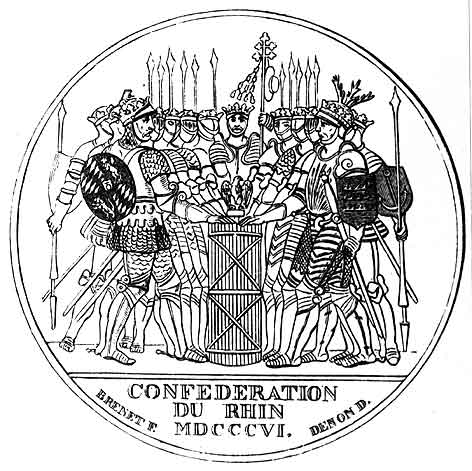 CONFEDERATION
DU RHIN
MDCCCVI.
BRENET F.
DENON D.